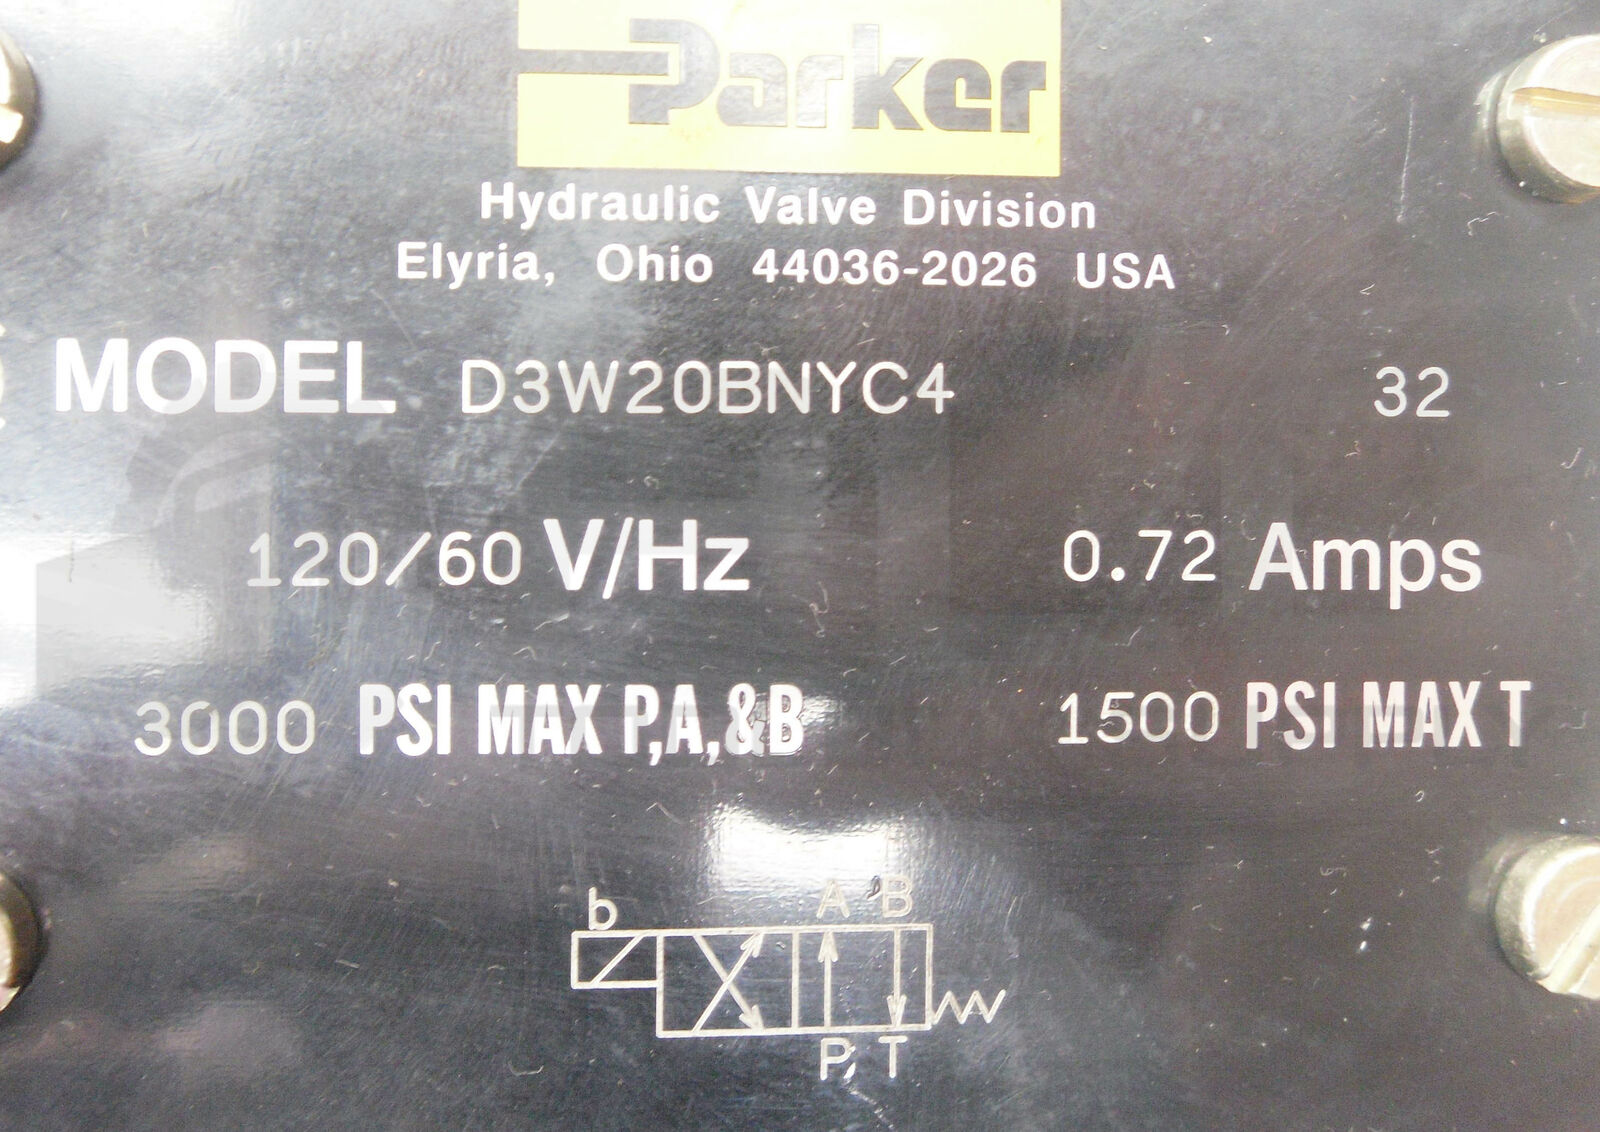 Parker
Hydraulic Valve Division
Elyria, Ohio 44036-2026 USA
MODEL D3W20BNYC4 32
120/60 V/Hz 0.72 Amps
3000 PSI MAX P,A,&B 1500 PSI MAX T
b A B
P T